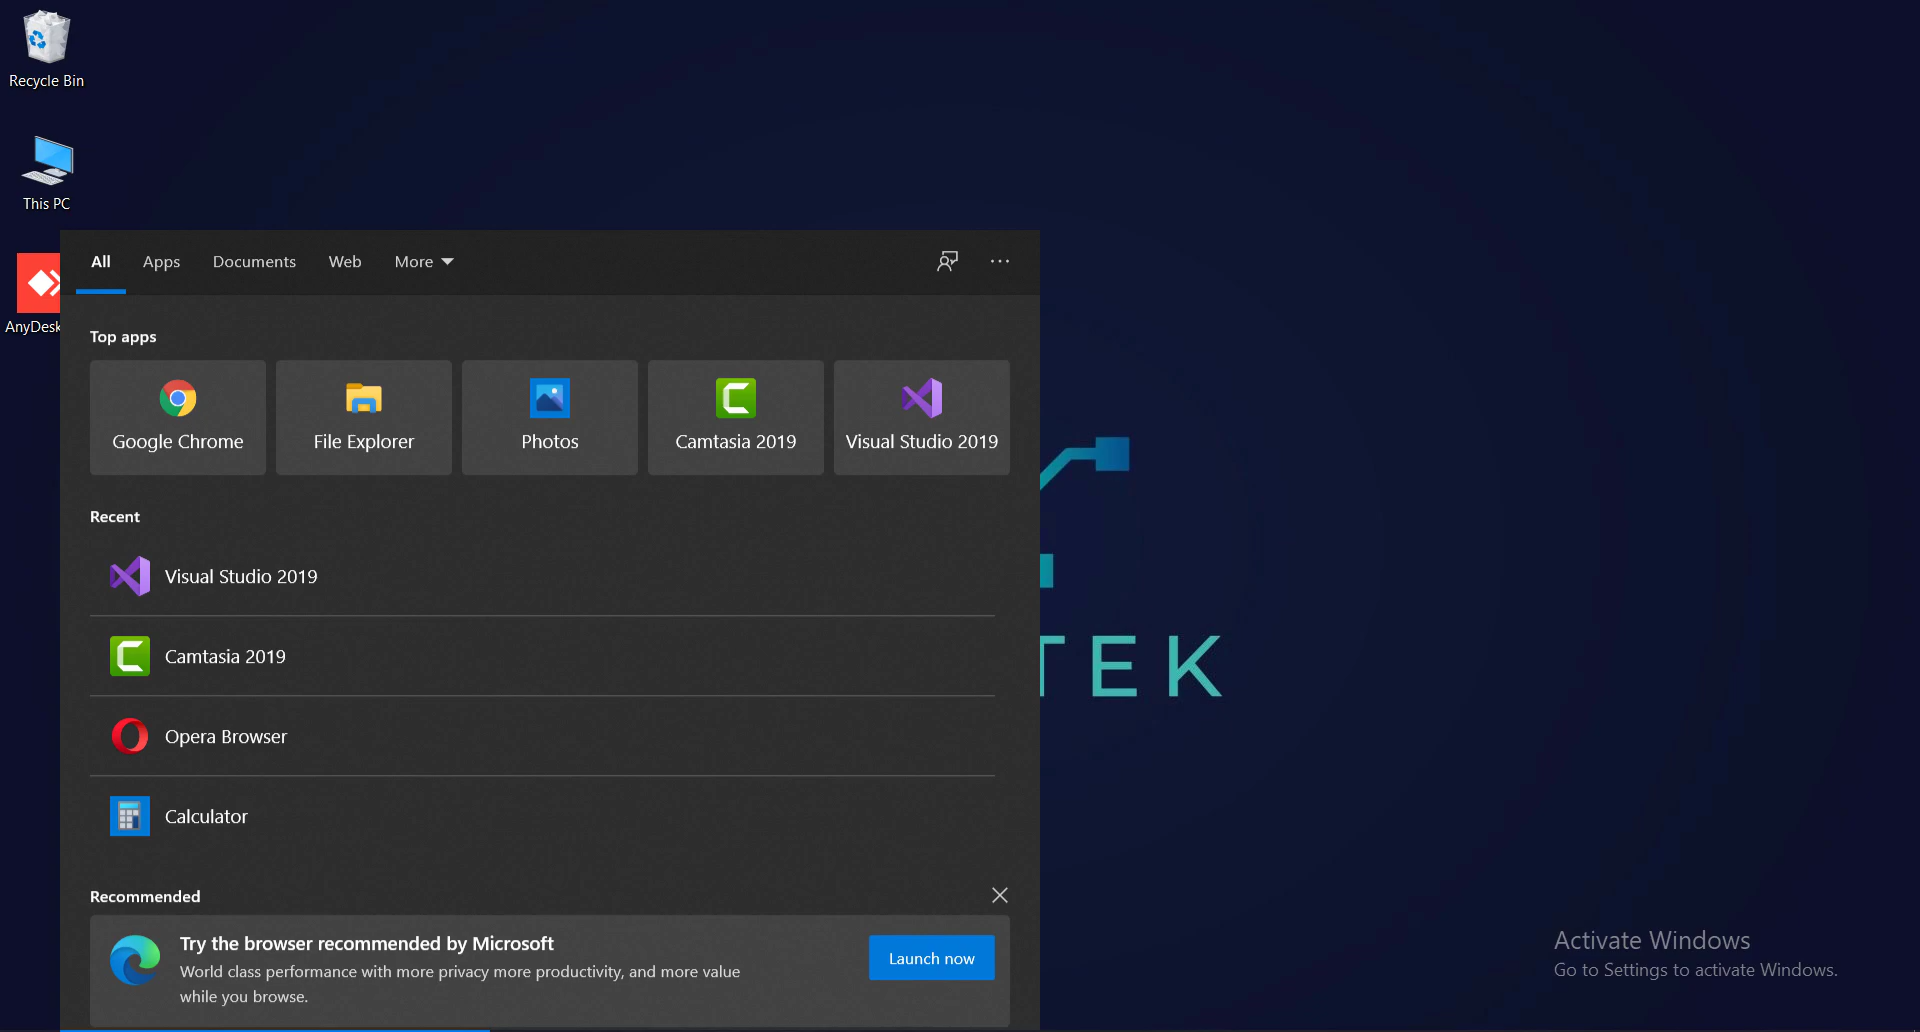 Recycle Bin
This PC
AnyDesk
All Apps Documents Web More
Top apps
Google Chrome File Explorer Photos Camtasia 2019 Visual Studio 2019
Recent
Visual Studio 2019
Camtasia 2019
Opera Browser
Calculator
Recommended
Try the browser recommended by Microsoft
World class performance with more privacy more productivity, and more value
while you browse.
Launch now
TEK
Activate Windows
Go to Settings to activate Windows.